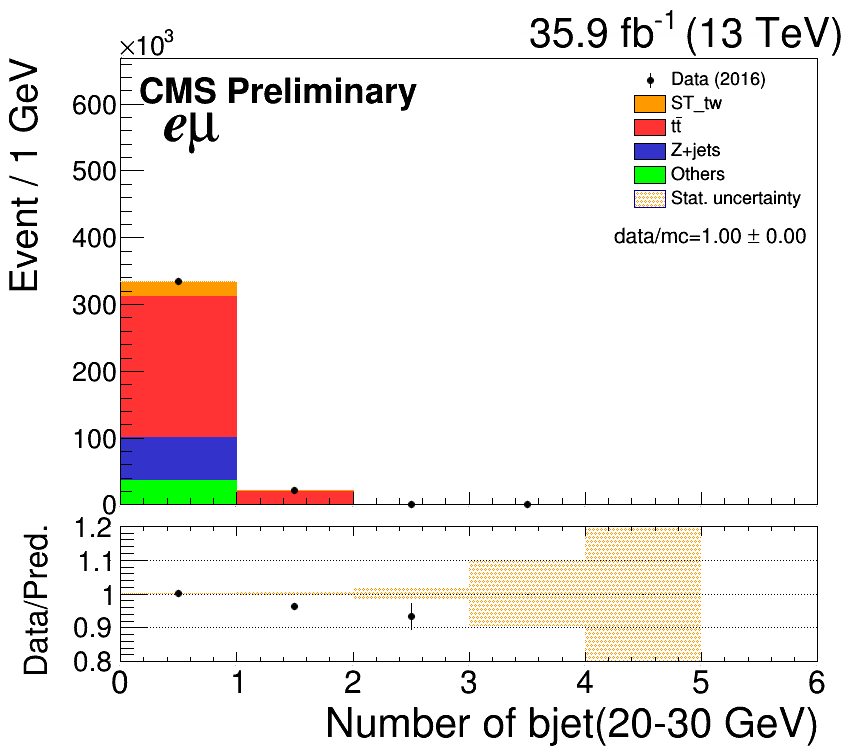 ×10³
35.9 fb⁻¹ (13 TeV)
Event / 1 GeV
CMS Preliminary
eμ
Data (2016)
ST_tw
tt̄
Z+jets
Others
Stat. uncertainty
data/mc=1.00 ± 0.00
600
500
400
300
200
100
0
Data/Pred.
1.2
1.1
1
0.9
0.8
0 1 2 3 4 5 6
Number of bjet(20-30 GeV)